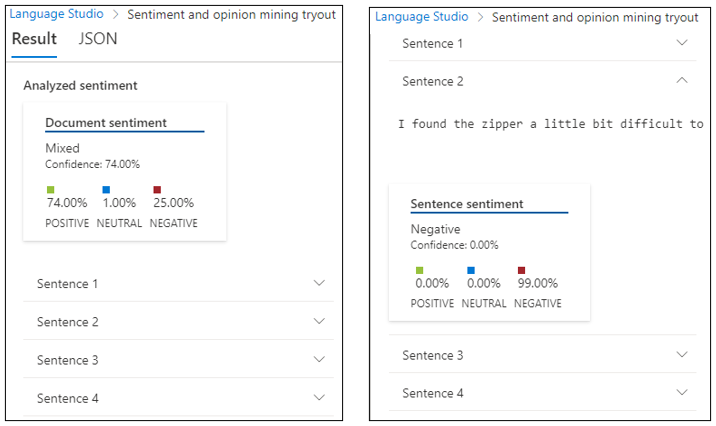 Language Studio > Sentiment and opinion mining tryout
Result JSON
Analyzed sentiment
Document sentiment
Mixed
Confidence: 74.00%
74.00% 1.00% 25.00%
POSITIVE NEUTRAL NEGATIVE
Sentence 1
Sentence 2
Sentence 3
Sentence 4
Language Studio > Sentiment and opinion mining tryout
Sentence 1
Sentence 2
I found the zipper a little bit difficult to
Sentence sentiment
Negative
Confidence: 0.00%
0.00% 0.00% 99.00%
POSITIVE NEUTRAL NEGATIVE
Sentence 3
Sentence 4